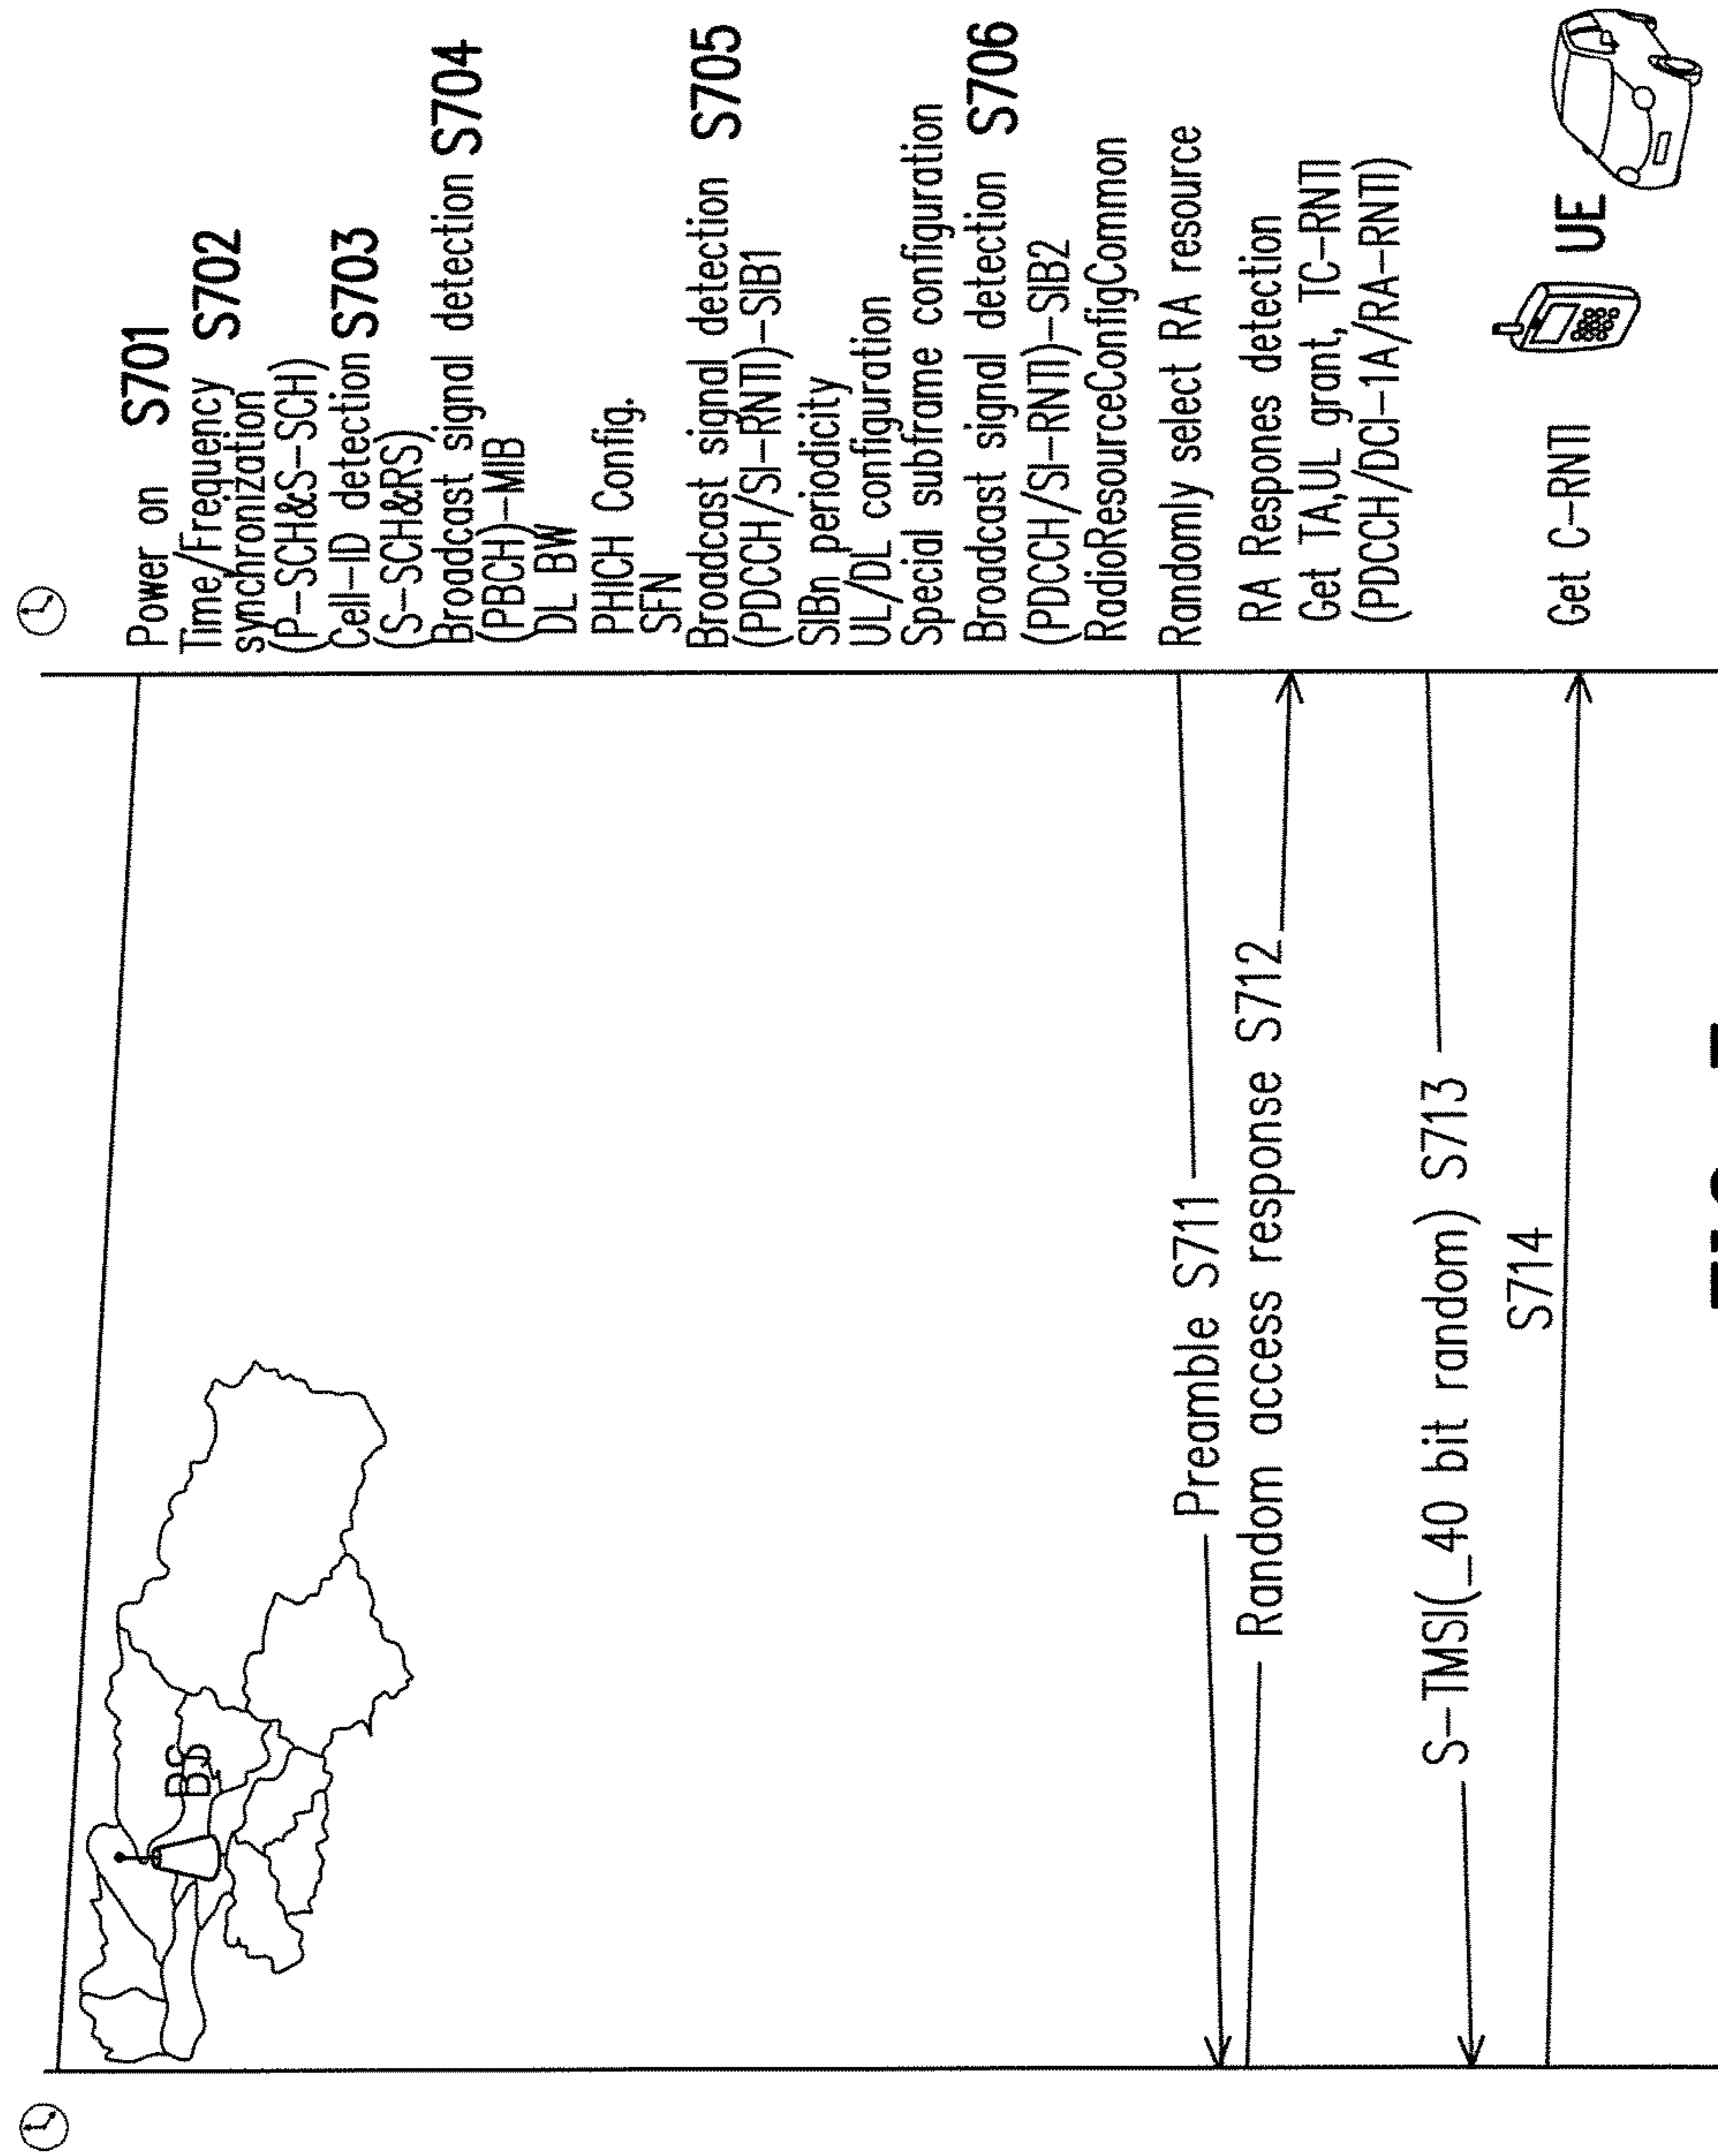 Power on S701
Time/Frequency S702
synchronization
(P-SCH&S-SCH)
Cell-ID detection S703
(S-SCH&RS)
Broadcast signal detection S704
(PBCH)-MIB
DL BW
PHICH Config.
SFN
Broadcast signal detection S705
(PDCCH/SI-RNTI)-SIB1
SIBn periodicity
UL/DL configuration
Special subframe configuration
Broadcast signal detection S706
(PDCCH/SI-RNTI)-SIB2
RadioResourceConfigCommon
Randomly select RA resource
RA Respones detection
Get TA,UL grant, TC-RNTI
(PDCCH/DCI-1A/RA-RNTI)
Get C-RNTI
UE
BS
Preamble S711
Random access response S712
S-TMSI(_40 bit random) S713
S714